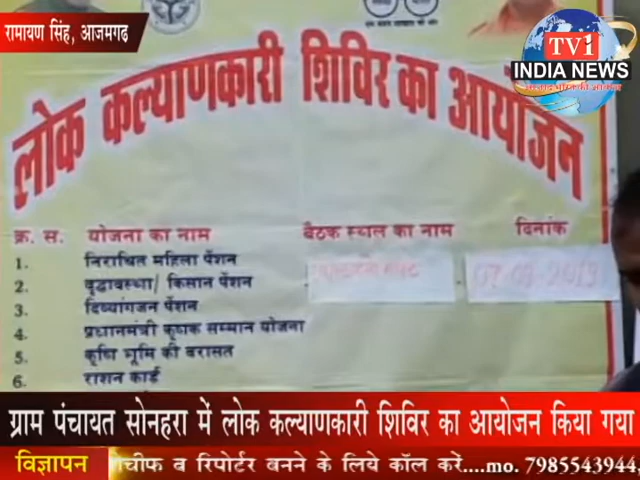 रामायण सिंह, आजमगढ़
TV1
INDIA NEWS
लोक कल्याणकारी शिविर का आयोजन
क्र. स. योजना का नाम बैठक स्थल का नाम दिनांक
1. निराश्रित महिला पेंशन
2. वृद्धावस्था/ किसान पेंशन
3. दिव्यांगजन पेंशन
4. प्रधानमंत्री कृषक सम्मान योजना
5. कृषि भूमि की वरासत
6. राशन कार्ड
ग्राम पंचायत सोनहरा में लोक कल्याणकारी शिविर का आयोजन किया गया
विज्ञापन
चीफ व रिपोर्टर बनने के लिये कॉल करें....mo. 7985543944